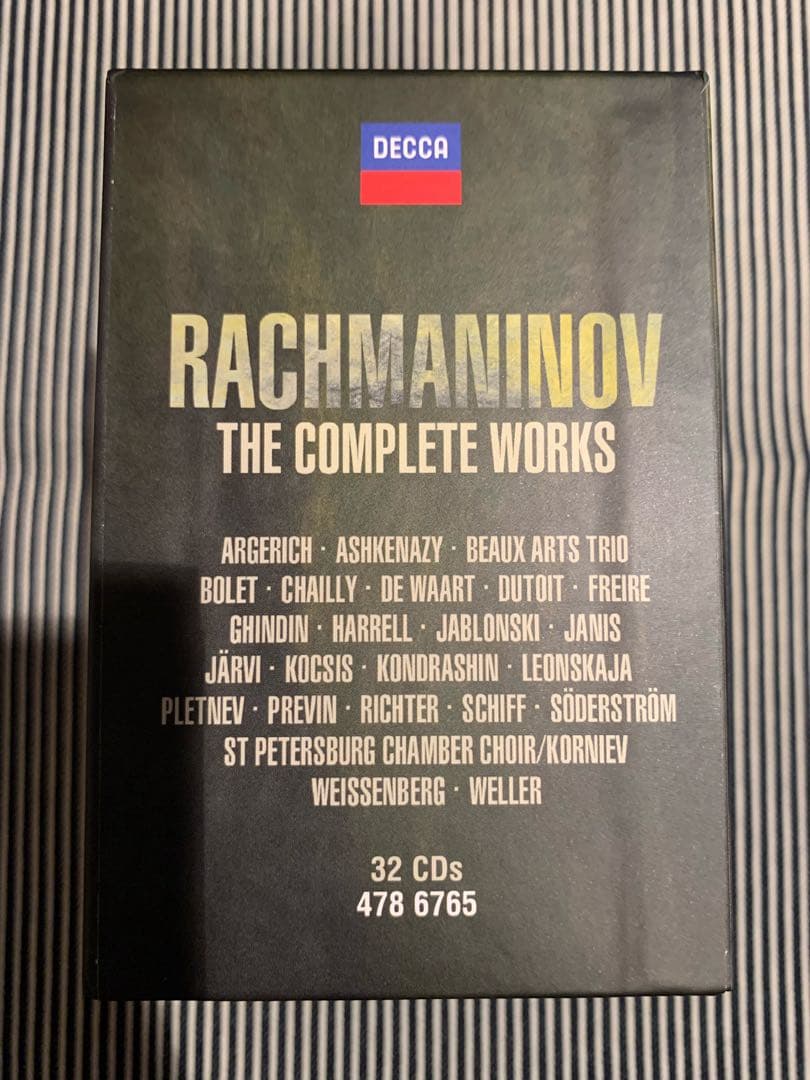 DECCA
RACHMANINOV
THE COMPLETE WORKS
ARGERICH · ASHKENAZY · BEAUX ARTS TRIO
BOLET · CHAILLY · DE WAART · DUTOIT · FREIRE
GHINDIN · HARRELL · JABLONSKI · JANIS
JÄRVI · KOCSIS · KONDRASHIN · LEONSKAJA
PLETNEV · PREVIN · RICHTER · SCHIFF · SÖDERSTRÖM
ST PETERSBURG CHAMBER CHOIR/KORNIEV
WEISSENBERG · WELLER
32 CDs
478 6765